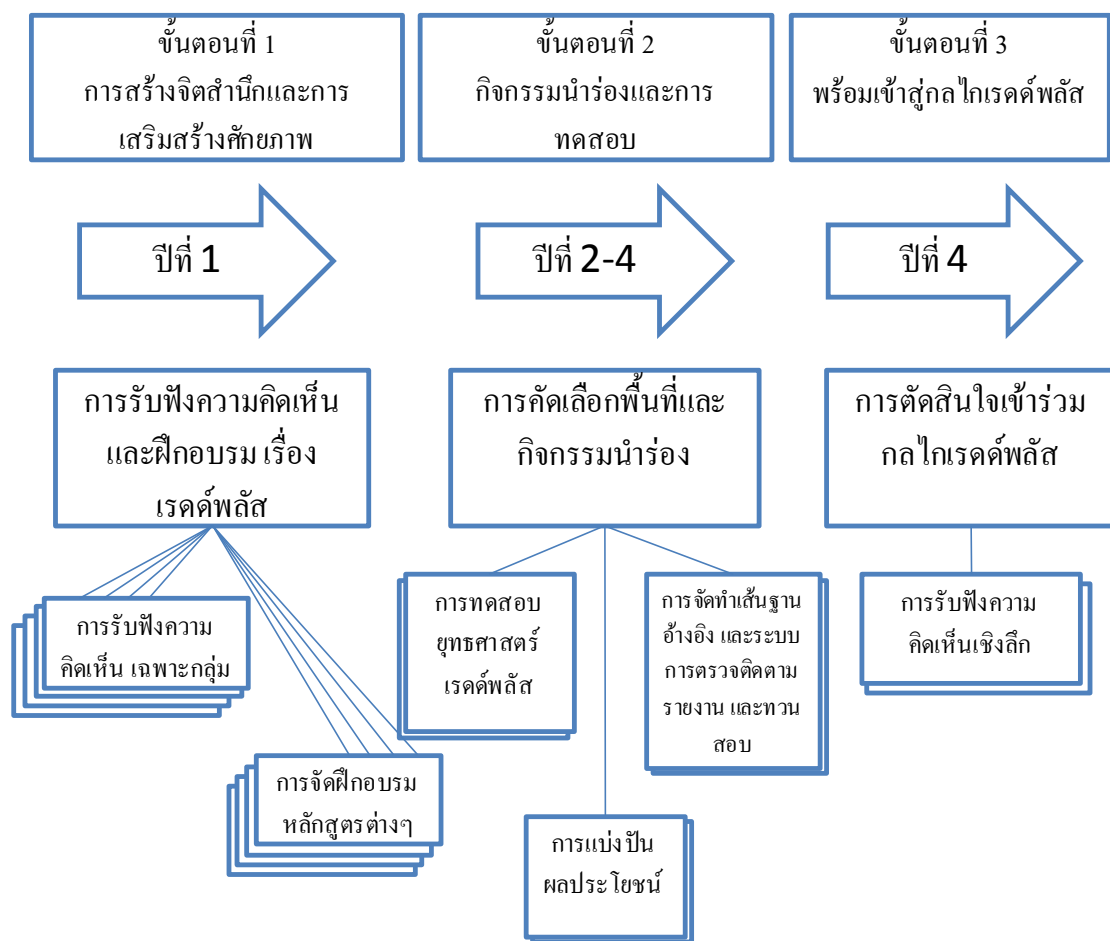 ขั้นตอนที่ 1
การสร้างจิตสำนึกและการ
เสริมสร้างศักยภาพ
ขั้นตอนที่ 2
กิจกรรมนำร่องและการ
ทดสอบ
ขั้นตอนที่ 3
พร้อมเข้าสู่กลไกเรดด์พลัส
ปีที่ 1
ปีที่ 2-4
ปีที่ 4
การรับฟังความคิดเห็น
และฝึกอบรม เรื่อง
เรดด์พลัส
การคัดเลือกพื้นที่และ
กิจกรรมนำร่อง
การตัดสินใจเข้าร่วม
กลไกเรดด์พลัส
การรับฟังความ
คิดเห็น เฉพาะกลุ่ม
การจัดฝึกอบรม
หลักสูตรต่างๆ
การทดสอบ
ยุทธศาสตร์
เรดด์พลัส
การแบ่งปัน
ผลประโยชน์
การจัดทำเส้นฐาน
อ้างอิง และระบบ
การตรวจติดตาม
รายงาน และทวน
สอบ
การรับฟังความ
คิดเห็นเชิงลึก